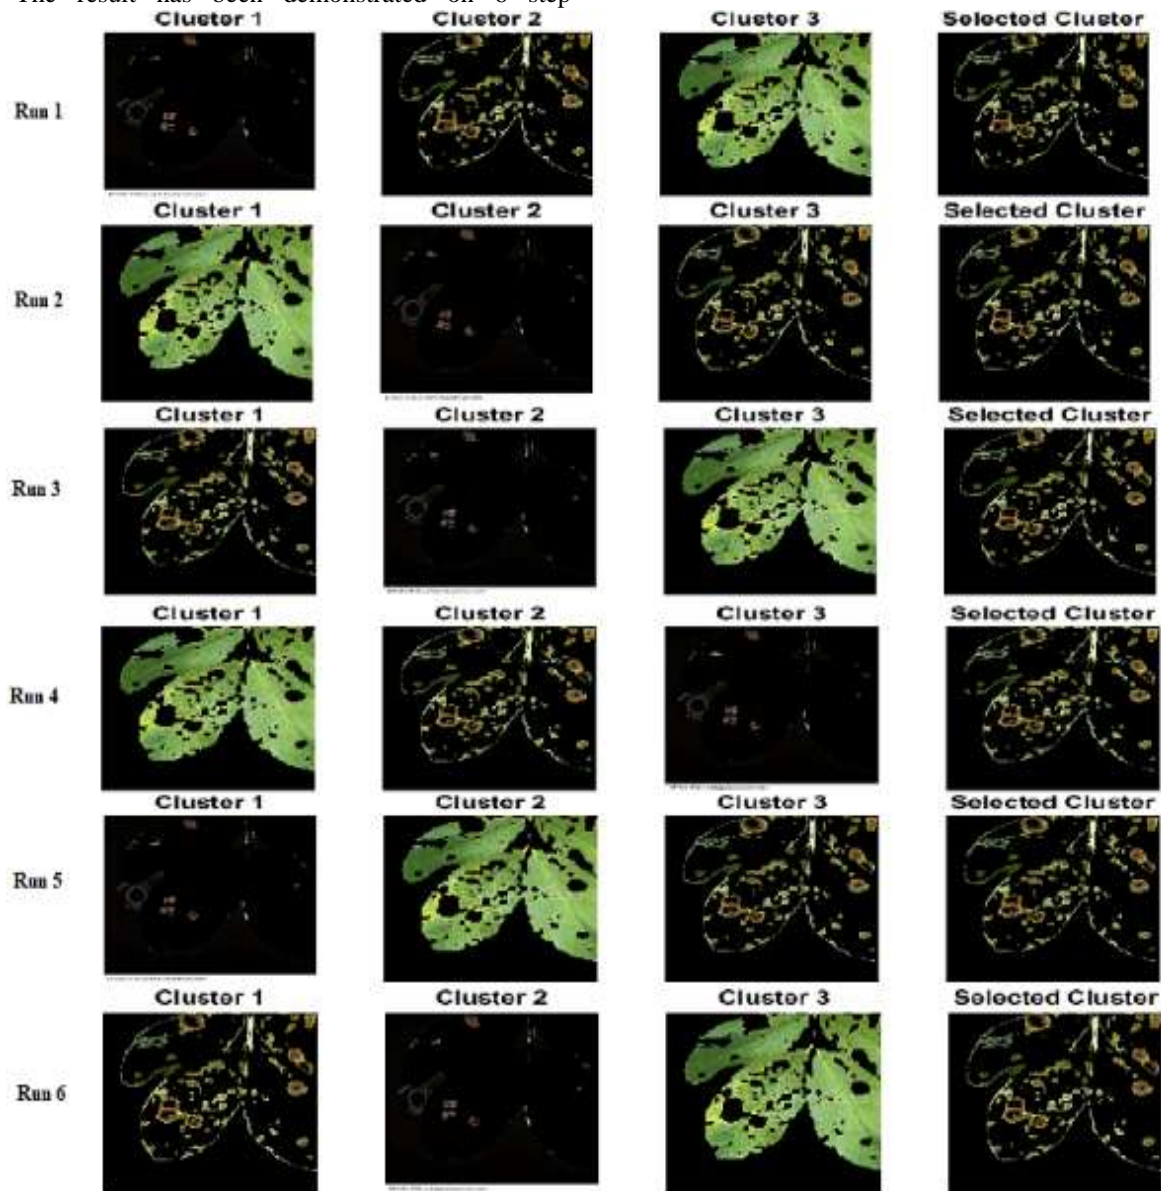 The result has been demonstrated on 6 step
Cluster 1 Cluster 2 Cluster 3 Selected Cluster
Run 1
Cluster 1 Cluster 2 Cluster 3 Selected Cluster
Run 2
Cluster 1 Cluster 2 Cluster 3 Selected Cluster
Run 3
Cluster 1 Cluster 2 Cluster 3 Selected Cluster
Run 4
Cluster 1 Cluster 2 Cluster 3 Selected Cluster
Run 5
Cluster 1 Cluster 2 Cluster 3 Selected Cluster
Run 6